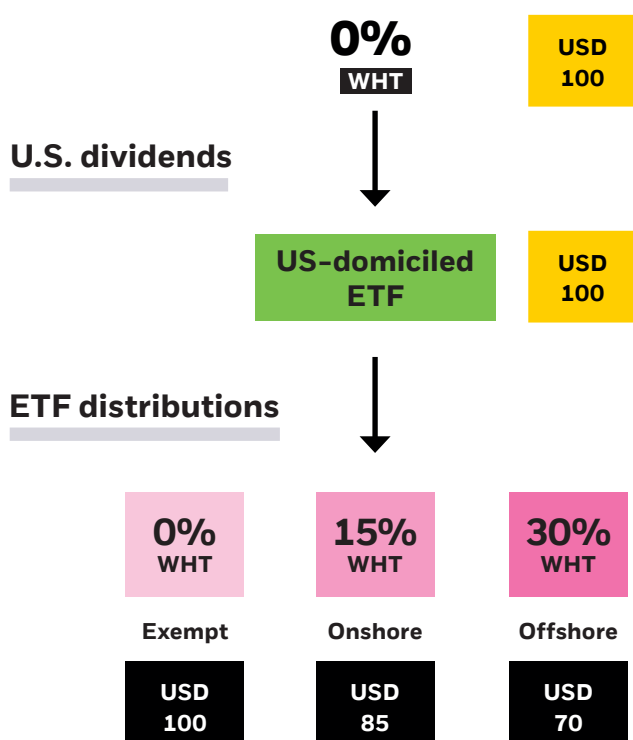 0%
WHT
USD
100
U.S. dividends
US-domiciled
ETF
USD
100
ETF distributions
0%
WHT
15%
WHT
30%
WHT
Exempt
Onshore
Offshore
USD
100
USD
85
USD
70